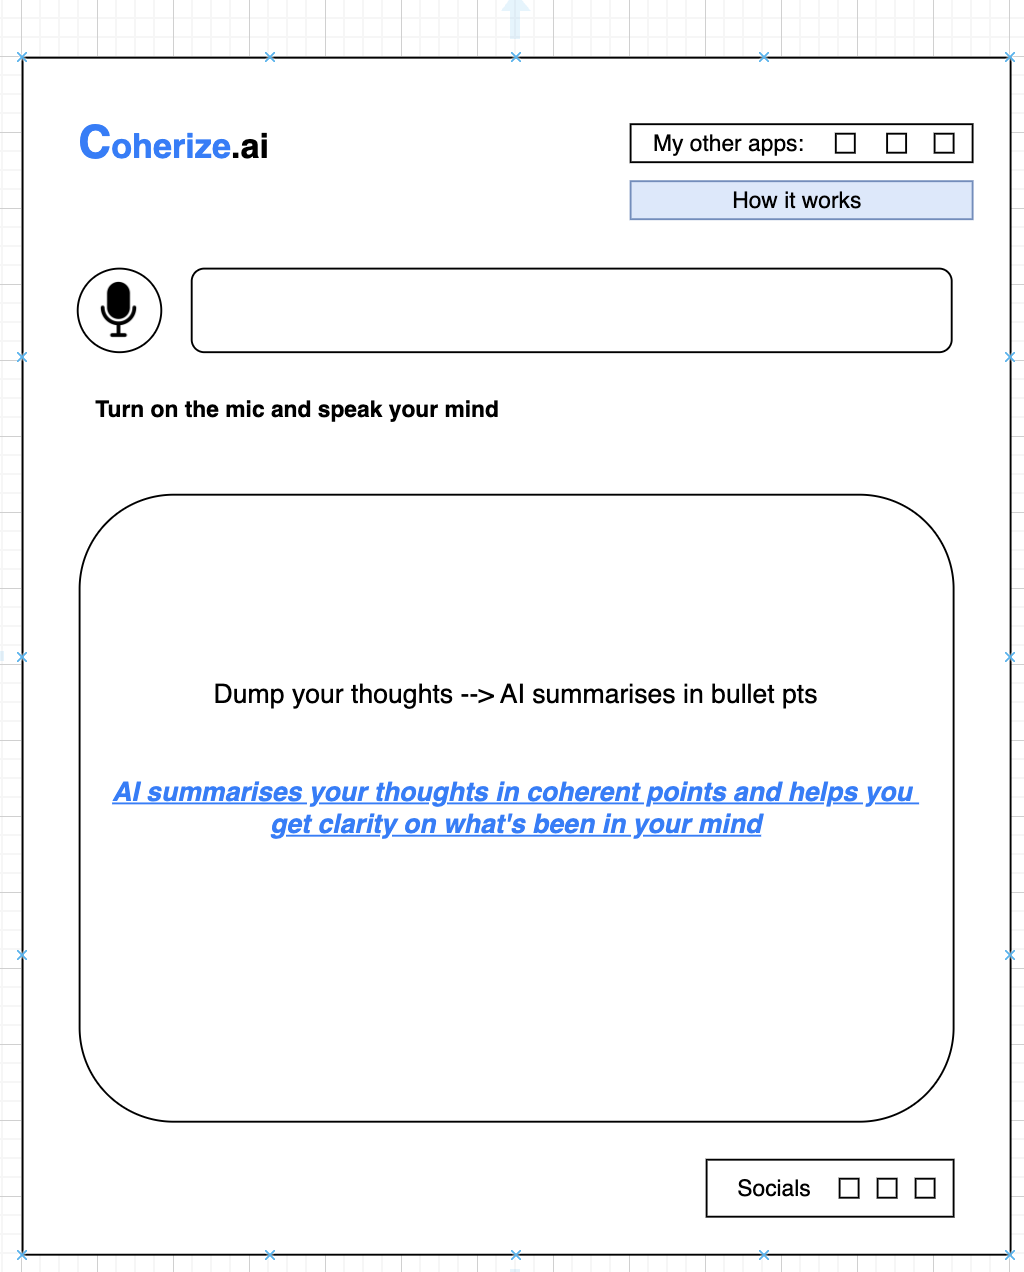 Coherize.ai
My other apps:
How it works
Turn on the mic and speak your mind
Dump your thoughts --> AI summarises in bullet pts
AI summarises your thoughts in coherent points and helps you
get clarity on what's been in your mind
Socials